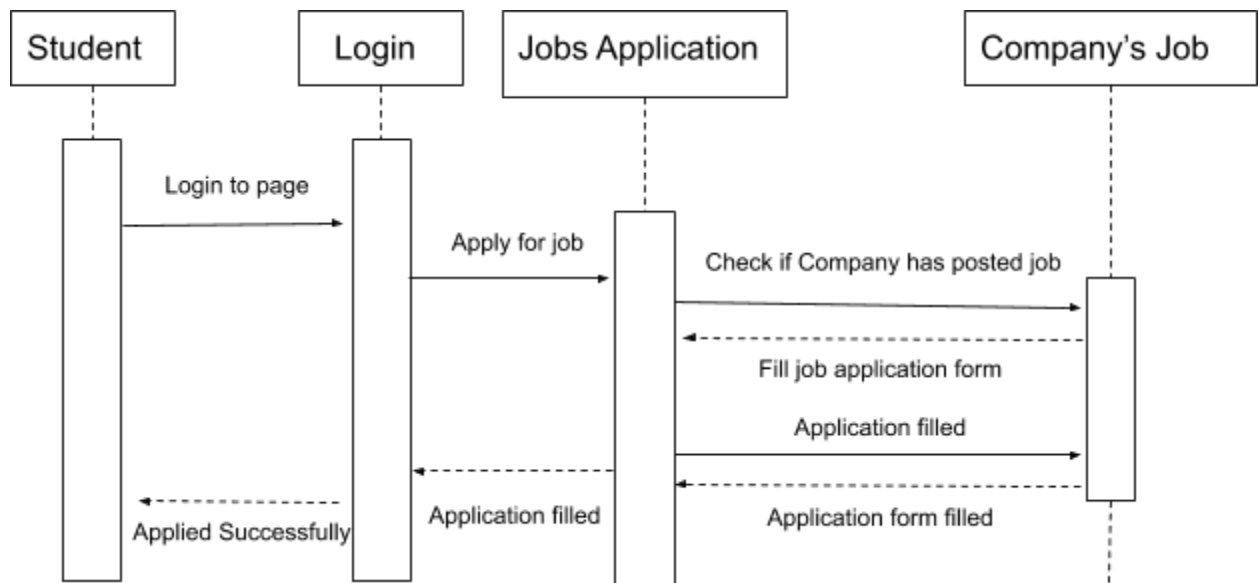 Student
Login
Jobs Application
Company’s Job
Login to page
Apply for job
Check if Company has posted job
Fill job application form
Application filled
Application filled
Application form filled
Applied Successfully